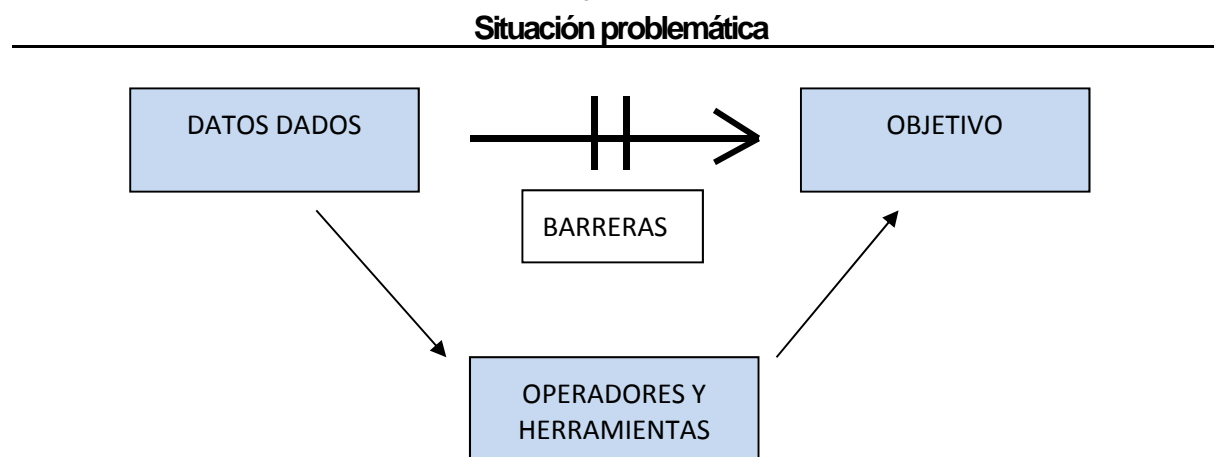 Situación problemática
DATOS DADOS
OBJETIVO
BARRERAS
OPERADORES Y
HERRAMIENTAS